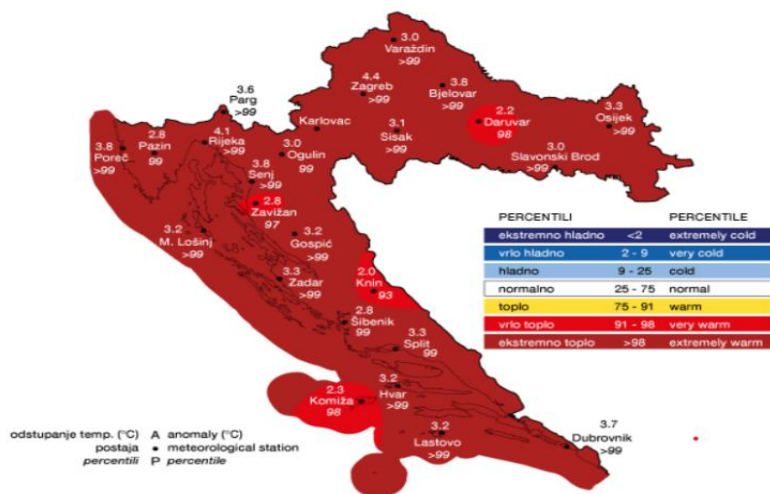 3.0
Varaždin
>99
4.4
Zagreb
>99
3.8
Bjelovar
>99
3.6
Parg
>99
2.2
Daruvar
98
3.3
Osijek
>99
Karlovac
3.1
Sisak
>99
4.1
Rijeka
>99
2.8
Pazin
99
3.8
Poreč
>99
3.0
Ogulin
99
3.0
Slavonski Brod
>99
3.8
Senj
>99
2.8
Zavižan
97
3.2
M. Lošinj
>99
3.2
Gospić
>99
3.3
Zadar
>99
2.0
Knin
93
2.8
Šibenik
99
3.3
Split
99
3.2
Hvar
>99
2.3
Komiža
98
3.2
Lastovo
>99
3.7
Dubrovnik
>99
PERCENTILI PERCENTILE
ekstremno hladno <2 extremely cold
vrlo hladno 2 - 9 very cold
hladno 9 - 25 cold
normalno 25 - 75 normal
toplo 75 - 91 warm
vrlo toplo 91 - 98 very warm
ekstremno toplo >98 extremely warm
odstupanje temp. (°C) A anomaly (°C)
postaja • meteorological station
percentili P percentile